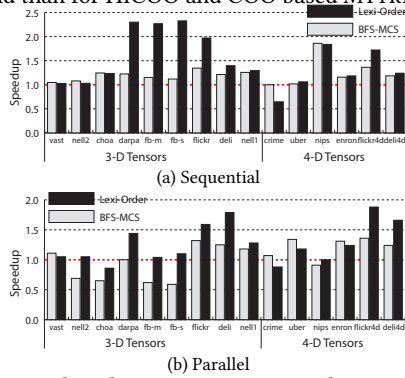 than for HiCOO and COO based MTTKR
2.5
Lexi-Order
BFS-MCS
2.0
1.5
1.0
0.5
0.0
Speedup
vast nell2 choa darpa fb-m fb-s flickr deli nell1 crime uber nips enron flickr4d deli4d
3-D Tensors 4-D Tensors
(a) Sequential
2.0
Lexi-Order
BFS-MCS
1.5
1.0
0.5
0.0
Speedup
vast nell2 choa darpa fb-m fb-s flickr deli nell1 crime uber nips enron flickr4d deli4d
3-D Tensors 4-D Tensors
(b) Parallel